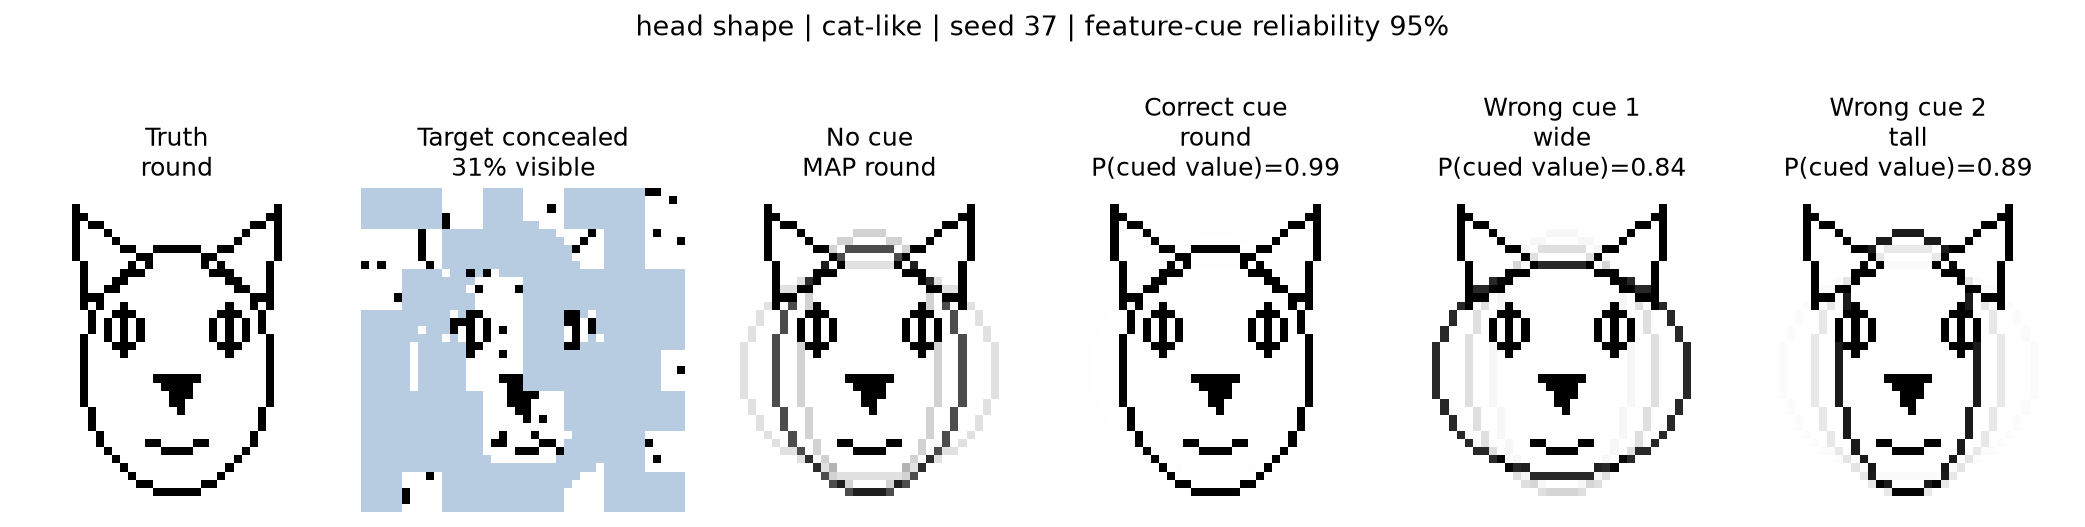 head shape | cat-like | seed 37 | feature-cue reliability 95%
Truth
round
Target concealed
31% visible
No cue
MAP round
Correct cue
round
P(cued value)=0.99
Wrong cue 1
wide
P(cued value)=0.84
Wrong cue 2
tall
P(cued value)=0.89